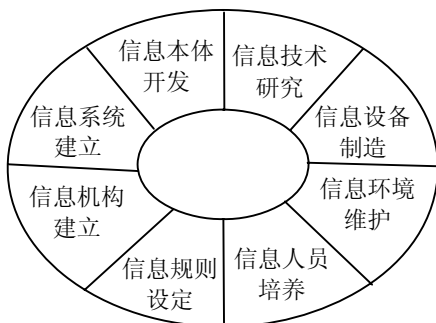 信息本体
开发
信息技术
研究
信息系统
建立
信息设备
制造
信息机构
建立
信息环境
维护
信息规则
设定
信息人员
培养